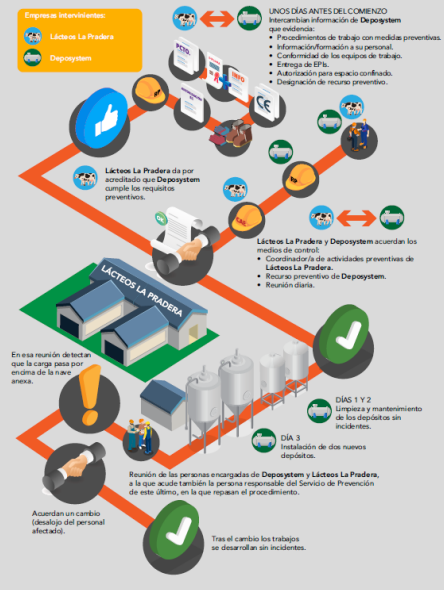 Empresas intervinientes:
Lácteos La Pradera
Deposystem
UNOS DÍAS ANTES DEL COMIENZO
Intercambian información de Deposystem
que evidencia:
• Procedimientos de trabajo con medidas preventivas.
• Información/formación a su personal.
• Conformidad de los equipos de trabajo.
• Entrega de EPIs.
• Autorización para espacio confinado.
• Designación de recurso preventivo.
PETO.
INFO.
CE
Lácteos La Pradera da por
acreditado que Deposystem
cumple los requisitos
preventivos.
OK
Lácteos La Pradera y Deposystem acuerdan los
medios de control:
• Coordinador/a de actividades preventivas de
Lácteos La Pradera.
• Recurso preventivo de Deposystem.
• Reunión diaria.
LÁCTEOS LA PRADERA
En esa reunión detectan
que la carga pasa por
encima de la nave
anexa.
DÍAS 1 Y 2
Limpieza y mantenimiento
de los depósitos sin
incidentes.
DÍA 3
Instalación de dos nuevos
depósitos.
Reunión de las personas encargadas de Deposystem y Lácteos La Pradera,
a la que acude también la persona responsable del Servicio de Prevención
de este último, en la que repasan el procedimiento.
Acuerdan un cambio
(desalojo del personal
afectado).
Tras el cambio los trabajos
se desarrollan sin incidentes.